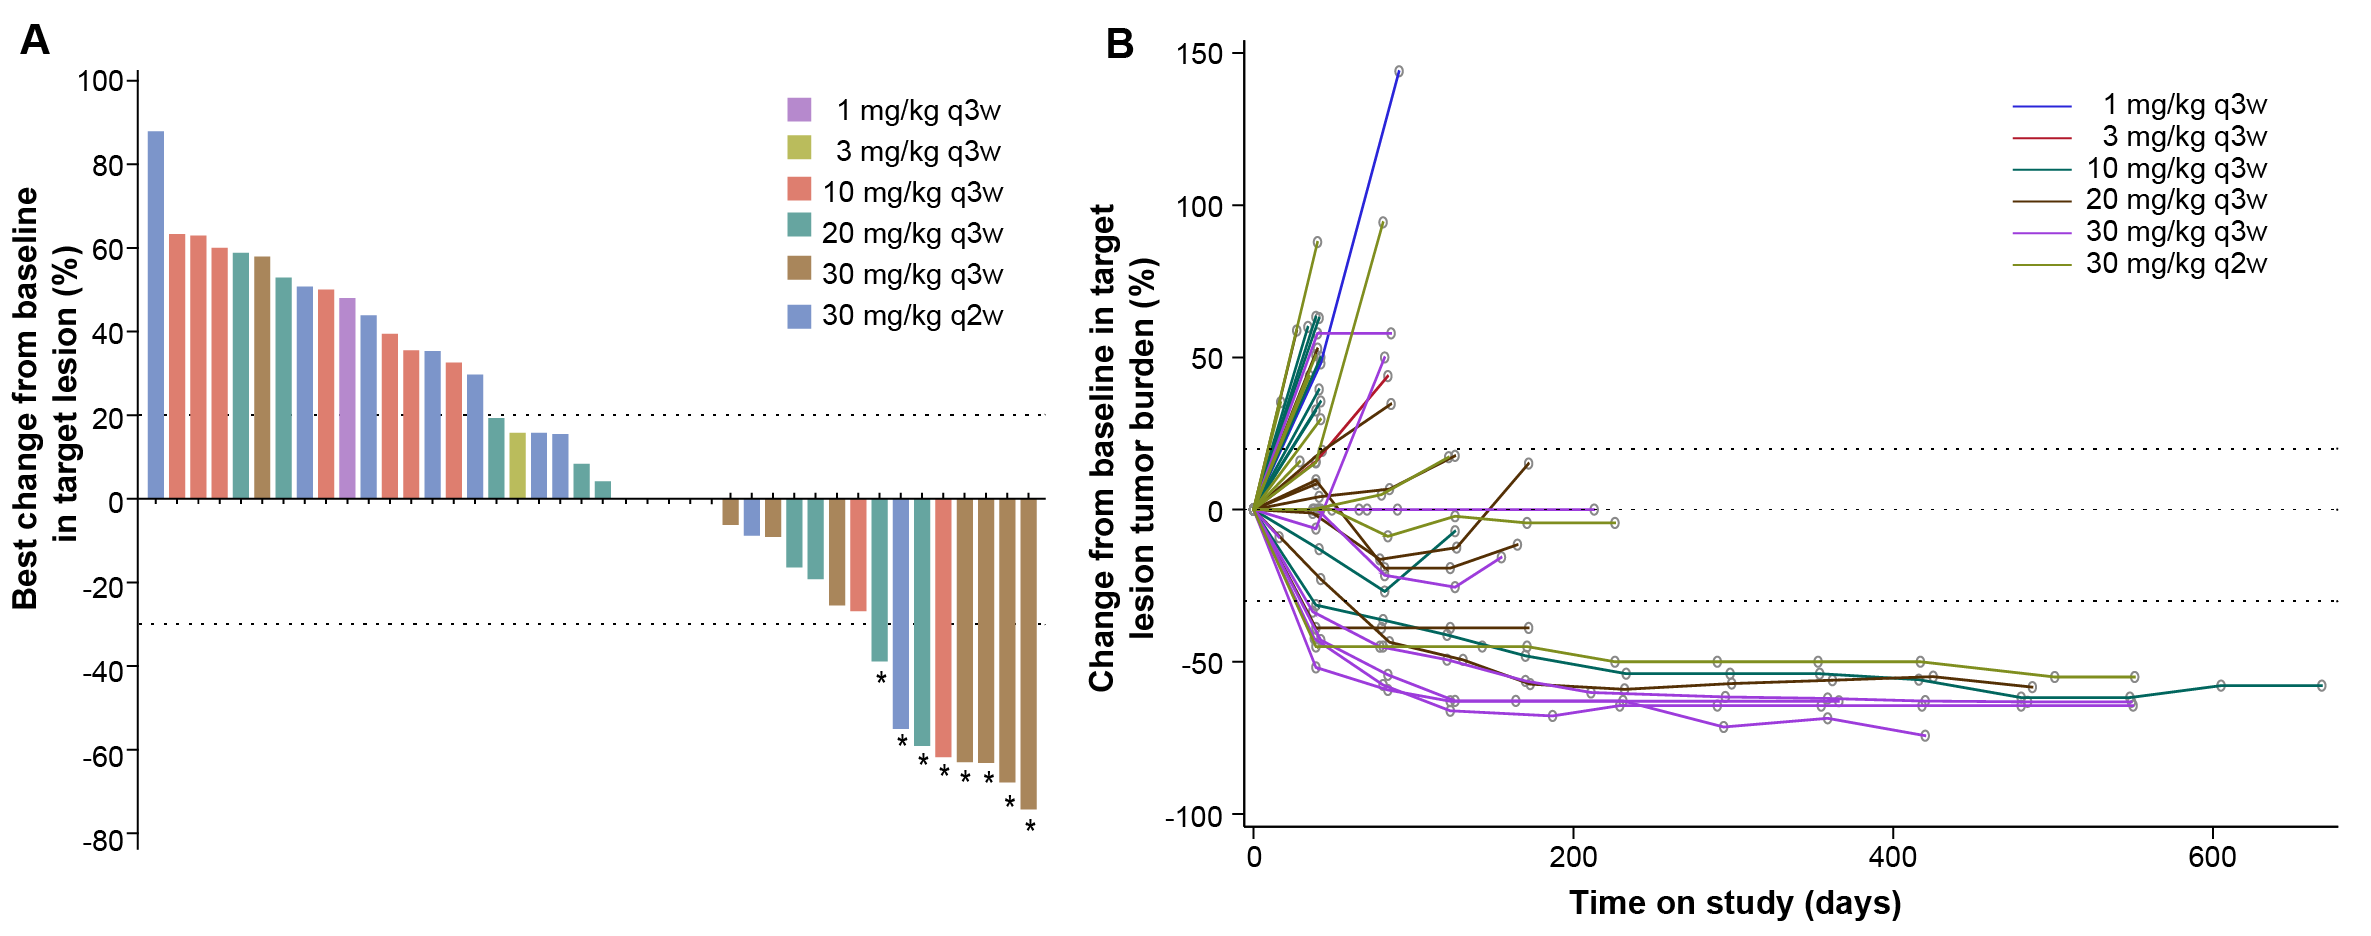 A
Best change from baseline
in target lesion (%)
100
80
60
40
20
0
-20
-40
-60
-80
1 mg/kg q3w
3 mg/kg q3w
10 mg/kg q3w
20 mg/kg q3w
30 mg/kg q3w
30 mg/kg q2w
*
*
*
*
*
*
*
*
B
Change from baseline in target
lesion tumor burden (%)
150
100
50
0
-50
-100
1 mg/kg q3w
3 mg/kg q3w
10 mg/kg q3w
20 mg/kg q3w
30 mg/kg q3w
30 mg/kg q2w
0
200
400
600
Time on study (days)